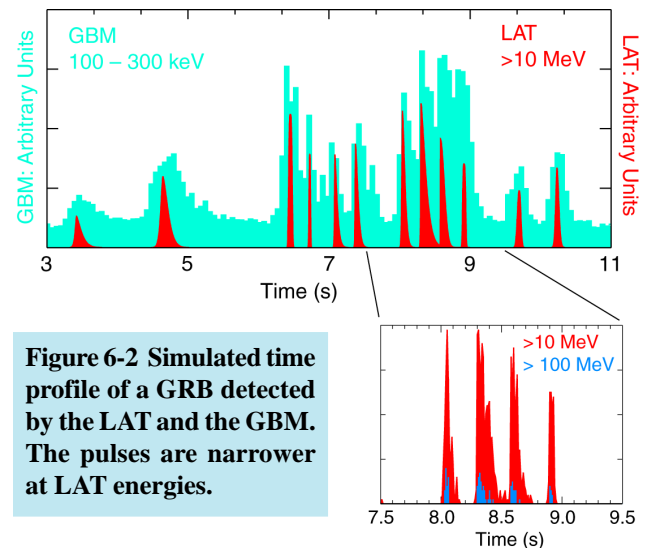 GBM
100 – 300 keV
LAT
>10 MeV
GBM: Arbitrary Units
LAT: Arbitrary Units
3 5 7 9 11
Time (s)
Figure 6-2 Simulated time
profile of a GRB detected
by the LAT and the GBM.
The pulses are narrower
at LAT energies.
>10 MeV
> 100 MeV
7.5 8.0 8.5 9.0 9.5
Time (s)